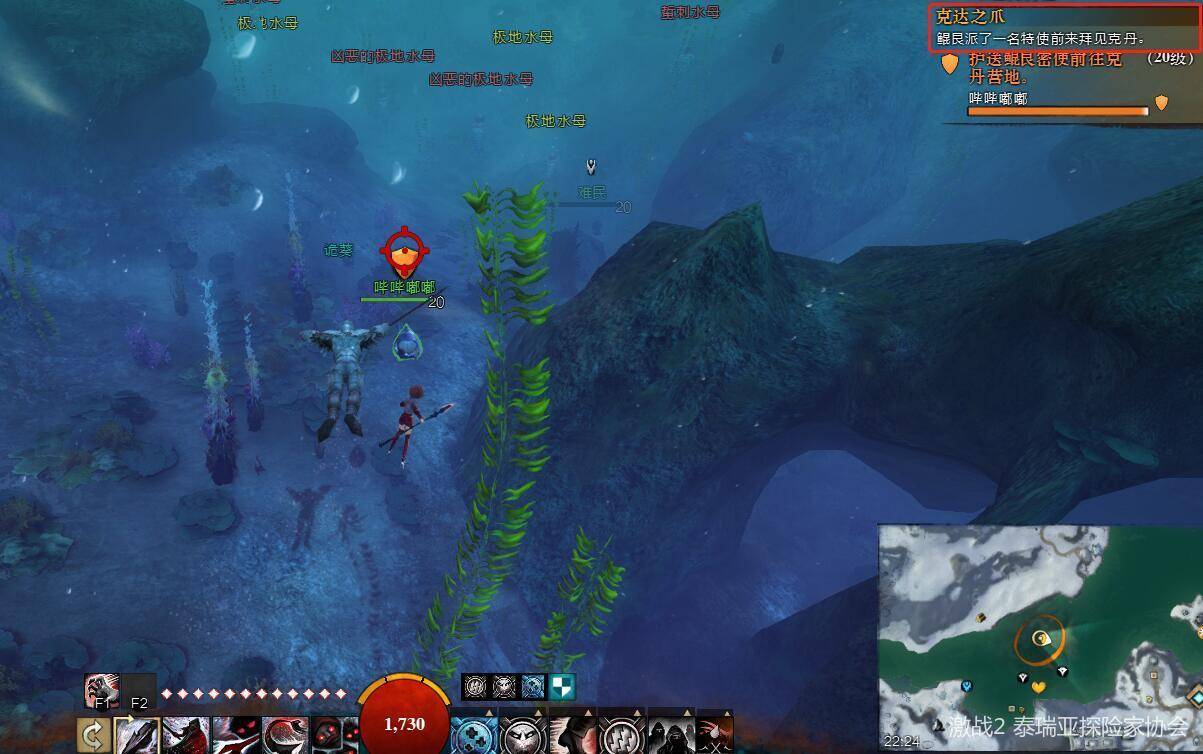 蜇刺水母
极地水母
极地水母
凶恶的极地水母
凶恶的极地水母
极地水母
克达之爪
鲲艮派了一名特使前来拜见克丹。
护送鲲艮密使前往克丹营地。
(20级)
哔哔嘟嘟
难民
20
诡葵
哔哔嘟嘟
20
F1
F2
1,730
22:24
激战2 泰瑞亚探险家协会